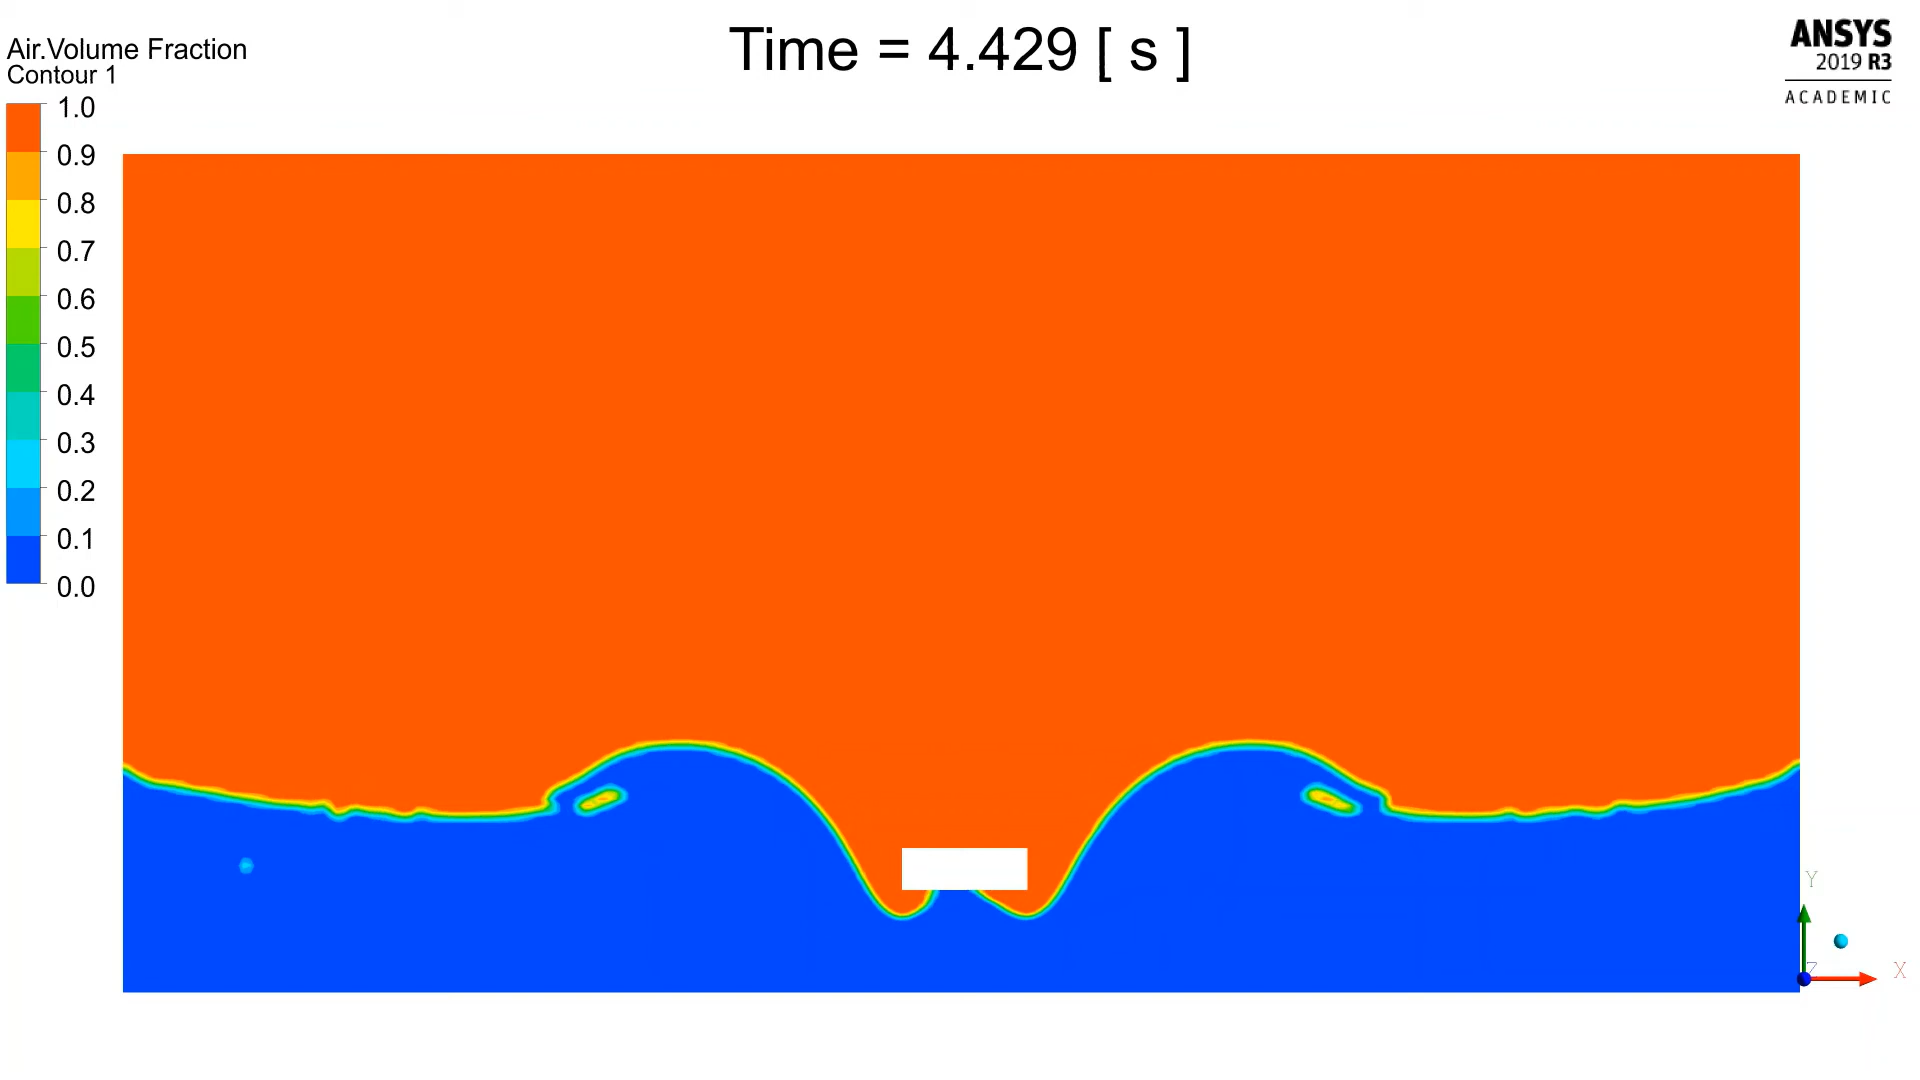 Time = 4.429 [ s ]
Air.Volume Fraction
Contour 1
ANSYS
2019 R3
ACADEMIC
1.0
0.9
0.8
0.7
0.6
0.5
0.4
0.3
0.2
0.1
0.0
Y
Z
X